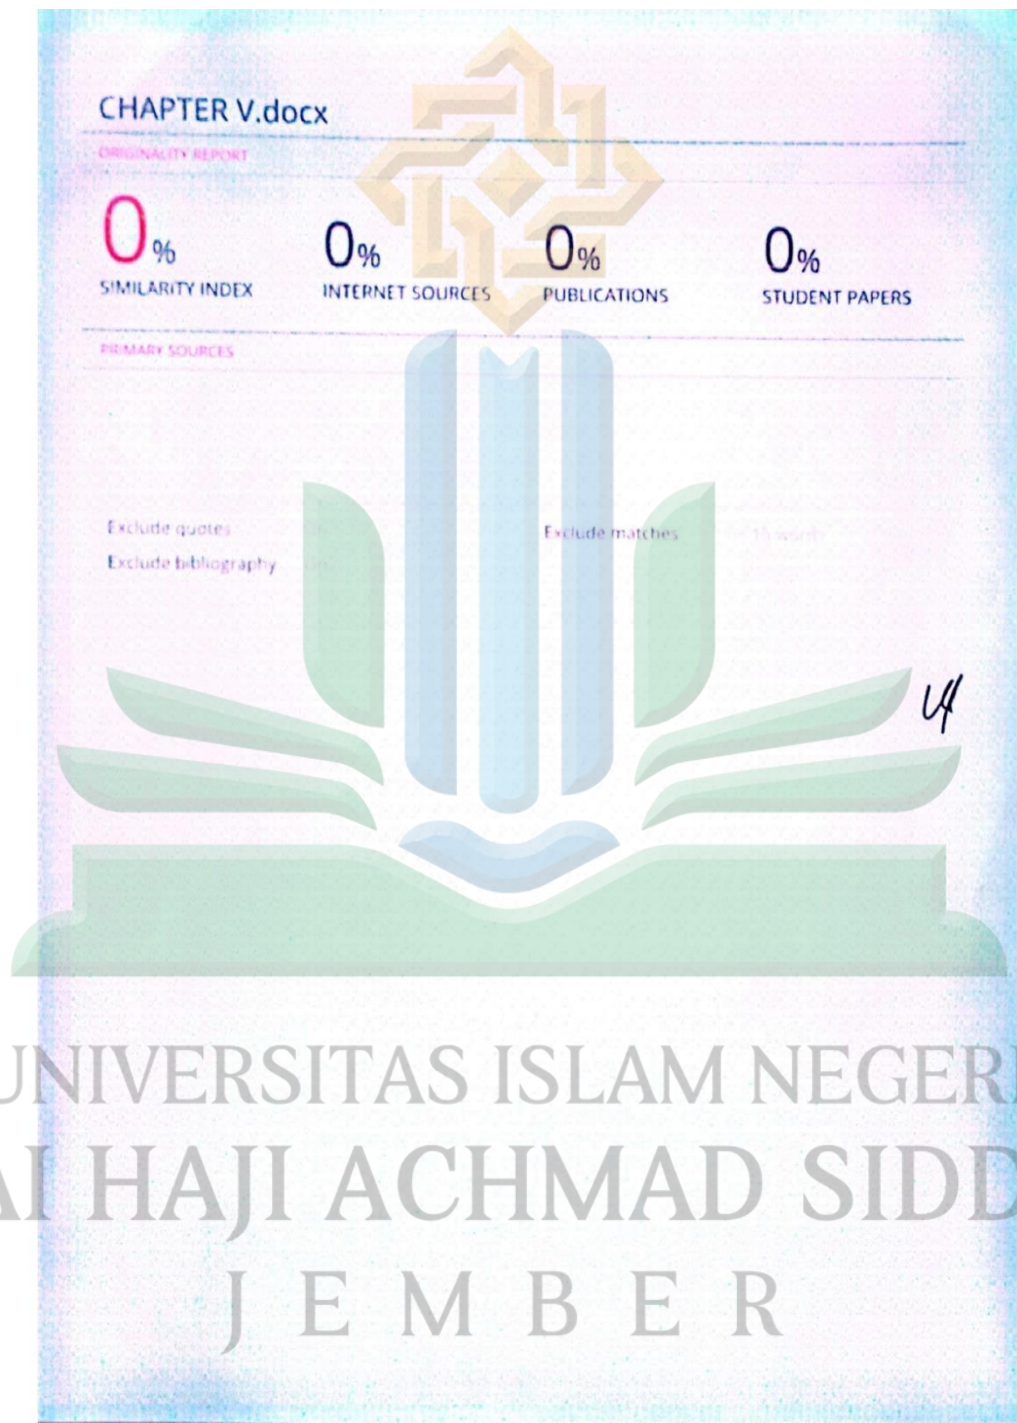 CHAPTER V.docx
ORIGINALITY REPORT
0% 0% 0% 0%
SIMILARITY INDEX INTERNET SOURCES PUBLICATIONS STUDENT PAPERS
PRIMARY SOURCES
Exclude quotes Exclude matches
Exclude bibliography
UNIVERSITAS ISLAM NEGERI
AI HAJI ACHMAD SIDD
JEMBER